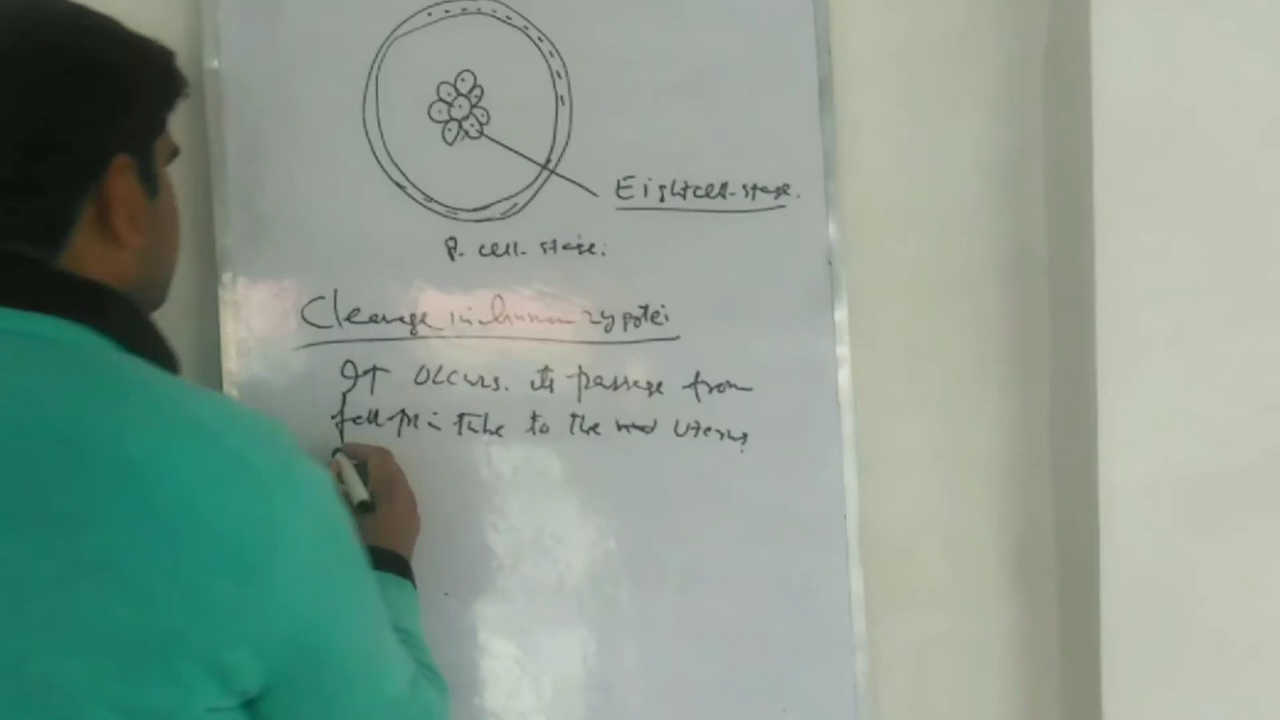 Eight cell-stage.
8. cell. stage.
Cleavage in human zygote:
It occurs. its passage from
tube to the uterus